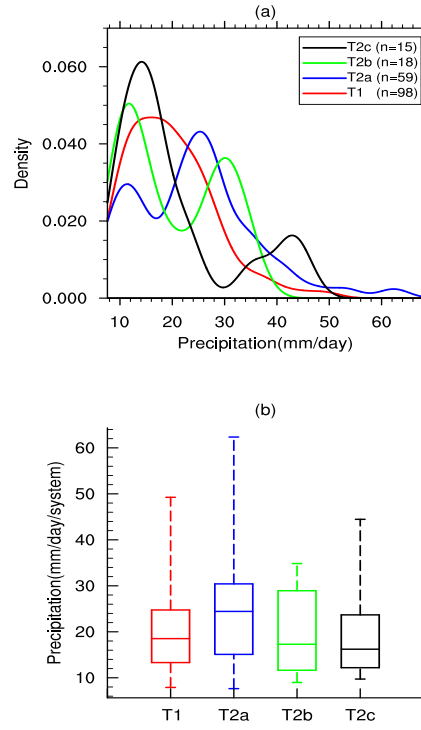 (a)
T2c (n=15)
T2b (n=18)
T2a (n=59)
T1 (n=98)
0.060
0.040
0.020
0.000
Density
10 20 30 40 50 60
Precipitation(mm/day)
(b)
60
50
40
30
20
10
Precipitation(mm/day/system)
T1 T2a T2b T2c